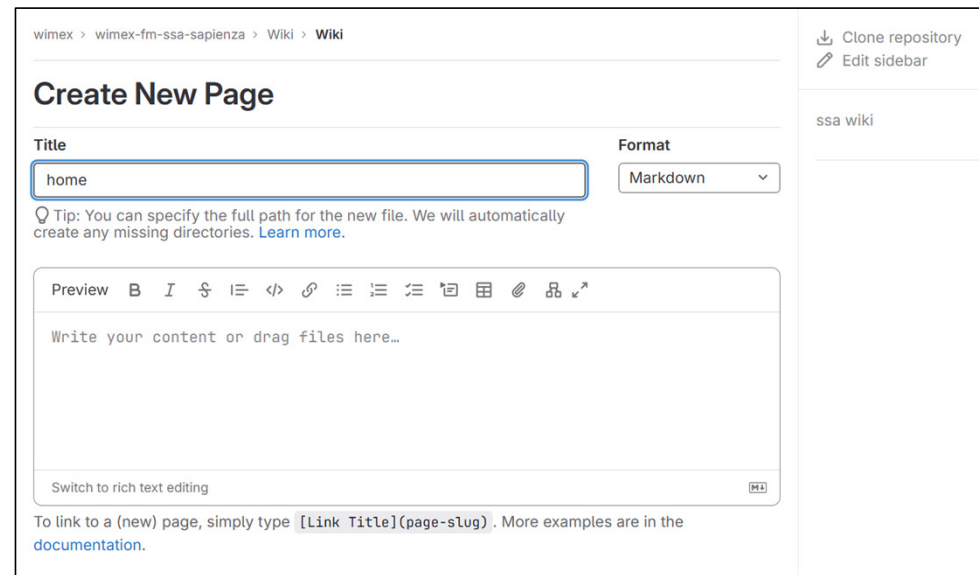 wimex > wimex-fm-ssa-sapienza > Wiki > Wiki
Clone repository
Edit sidebar
Create New Page
ssa wiki
Title
Format
home
Markdown
Tip: You can specify the full path for the new file. We will automatically
create any missing directories. Learn more.
Preview
Write your content or drag files here…
Switch to rich text editing
To link to a (new) page, simply type [Link Title](page-slug). More examples are in the
documentation.